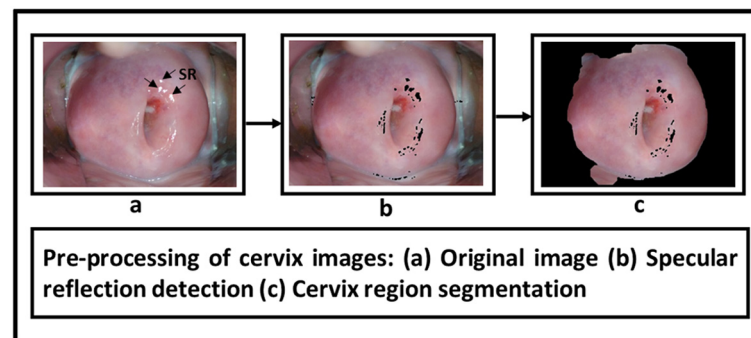 SR
a
b
c
Pre-processing of cervix images: (a) Original image (b) Specular
reflection detection (c) Cervix region segmentation